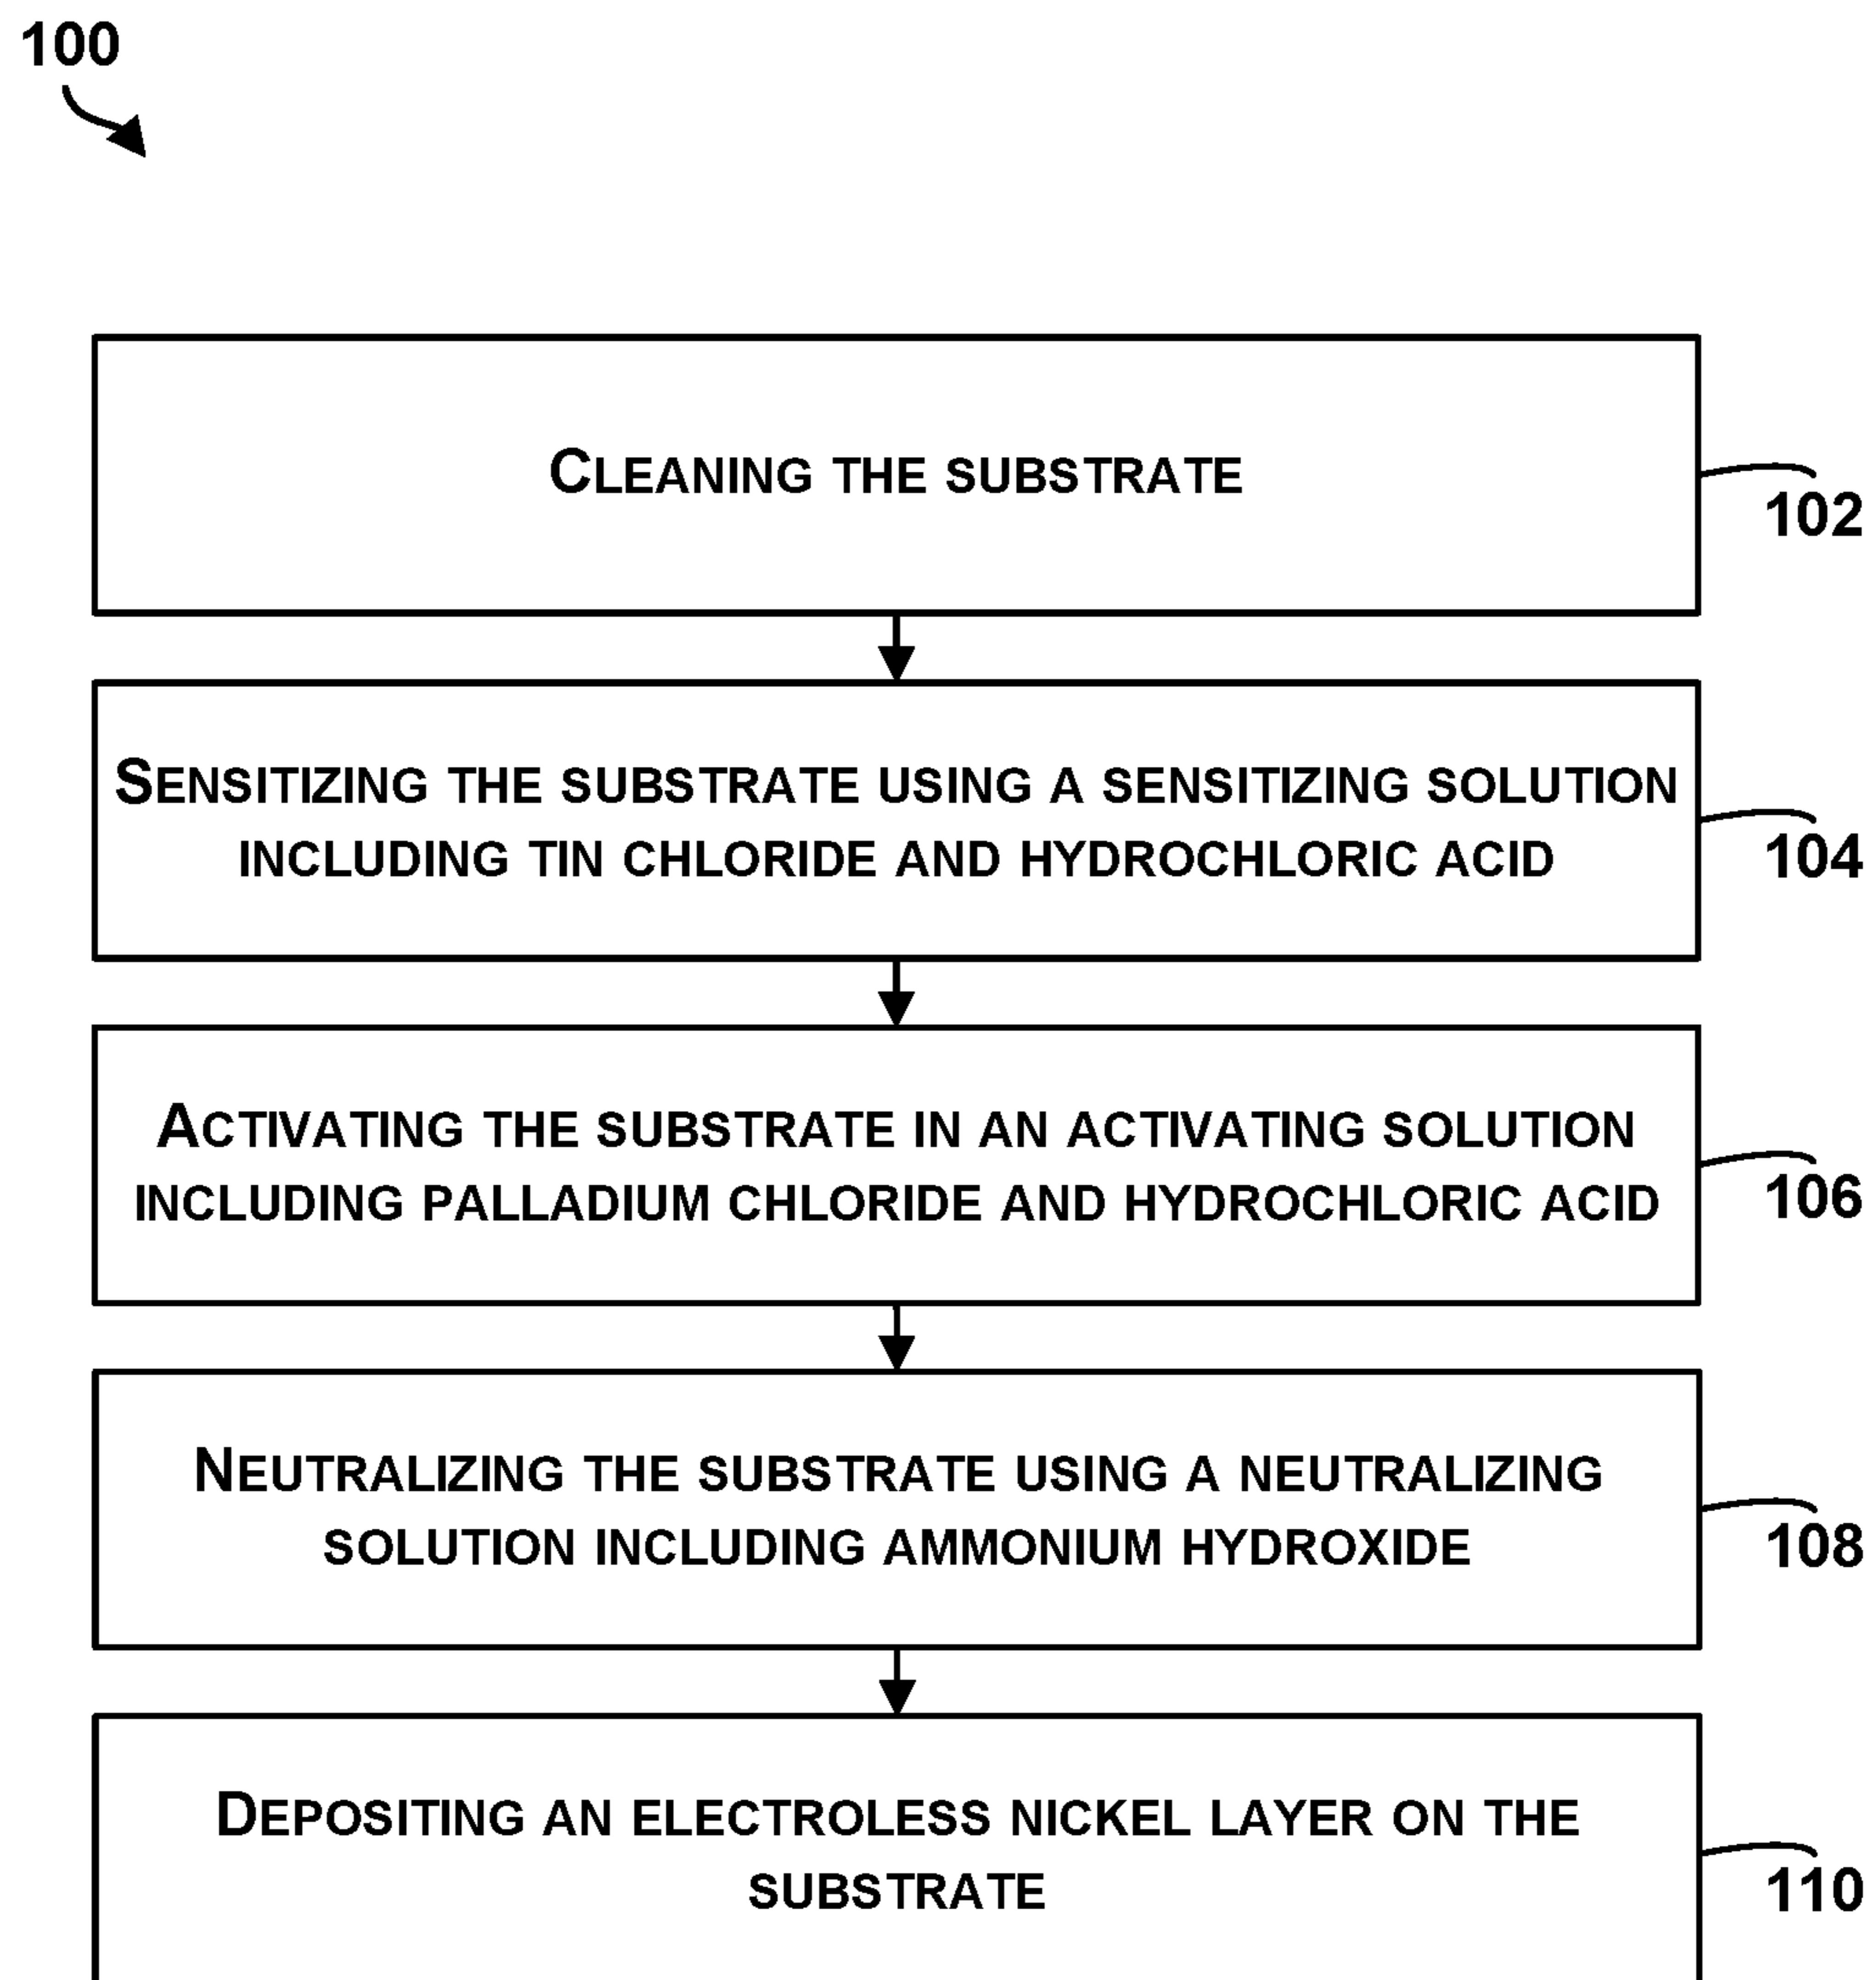 100
CLEANING THE SUBSTRATE
102
SENSITIZING THE SUBSTRATE USING A SENSITIZING SOLUTION
INCLUDING TIN CHLORIDE AND HYDROCHLORIC ACID
104
ACTIVATING THE SUBSTRATE IN AN ACTIVATING SOLUTION
INCLUDING PALLADIUM CHLORIDE AND HYDROCHLORIC ACID
106
NEUTRALIZING THE SUBSTRATE USING A NEUTRALIZING
SOLUTION INCLUDING AMMONIUM HYDROXIDE
108
DEPOSITING AN ELECTROLESS NICKEL LAYER ON THE
SUBSTRATE
110